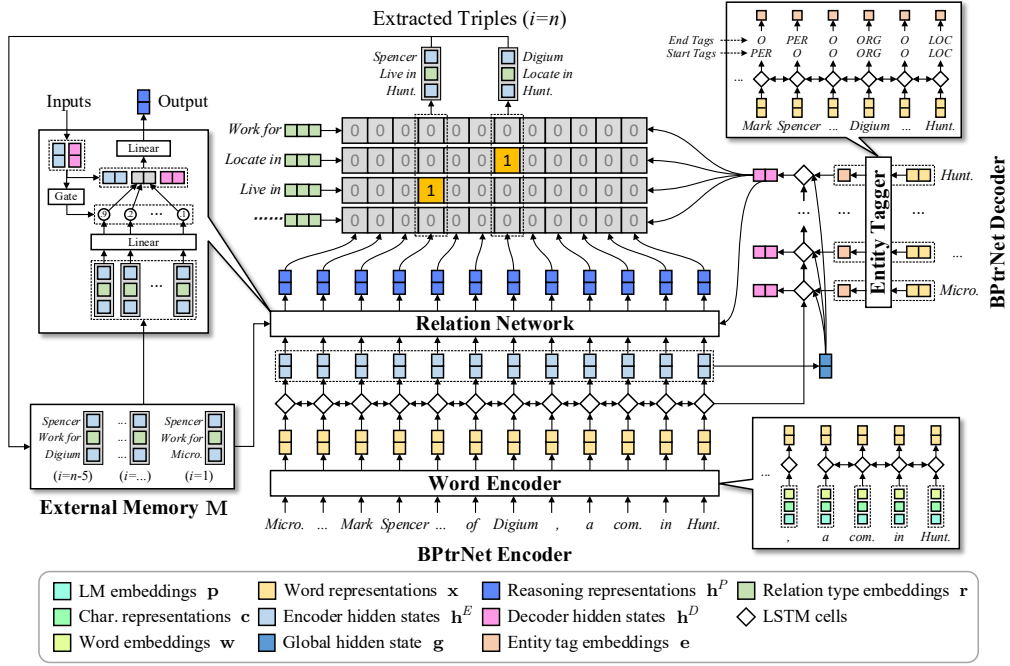 Extracted Triples (i=n)
Spencer
Live in
Hunt.
Digium
Locate in
Hunt.
End Tags O PER O ORG O LOC
Start Tags PER O O ORG O LOC
...
Mark Spencer ... Digium ... Hunt.
Inputs
Output
Linear
Gate
9 2 ... 1
Linear
...
Work for 0 0 0 0 0 0 0 0 0 0 0 0
Locate in 0 0 0 0 0 0 1 0 0 0 0 0
Live in 0 0 0 1 0 0 0 0 0 0 0 0
...... 0 0 0 0 0 0 0 0 0 0 0 0
Hunt.
... ... ...
...
Micro.
Entity Tagger
BPtrNet Decoder
Relation Network
Spencer ... Spencer
Work for ... Work for
Digium ... Micro.
(i=n-5) (i=...) (i=1)
External Memory M
Word Encoder
Micro. ... Mark Spencer ... of Digium , a com. in Hunt.
BPtrNet Encoder
...
, a com. in Hunt.
LM embeddings p
Word representations x
Reasoning representations h^P
Relation type embeddings r
Char. representations c
Encoder hidden states h^E
Decoder hidden states h^D
LSTM cells
Word embeddings w
Global hidden state g
Entity tag embeddings e